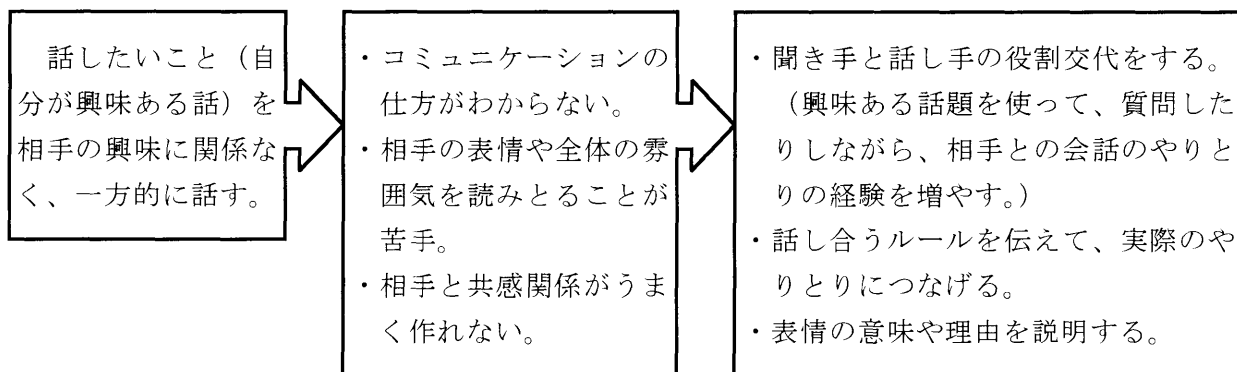 話したいこと（自
分が興味ある話）を
相手の興味に関係な
く、一方的に話す。
・コミュニケーションの
仕方がわからない。
・相手の表情や全体の雰
囲気を読みとることが
苦手。
・相手と共感関係がうま
く作れない。
・聞き手と話し手の役割交代をする。
（興味ある話題を使って、質問した
りしながら、相手との会話のやりと
りの経験を増やす。）
・話し合うルールを伝えて、実際のや
りとりにつなげる。
・表情の意味や理由を説明する。